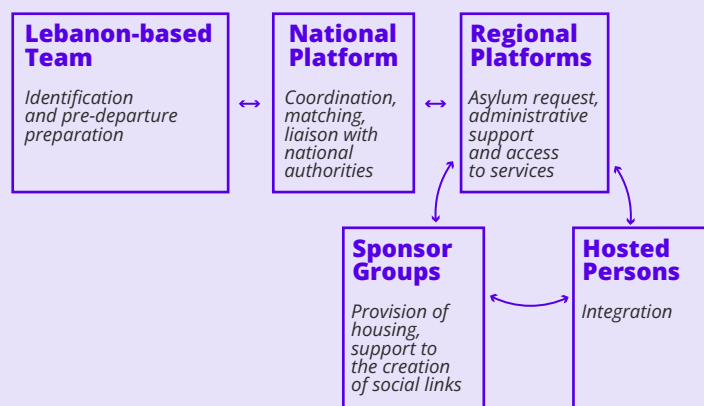 Lebanon-based
Team
Identification
and pre-departure
preparation
National
Platform
Coordination,
matching,
liaison with
national
authorities
Regional
Platforms
Asylum request,
administrative
support
and access
to services
Sponsor
Groups
Provision of
housing,
support to
the creation
of social links
Hosted
Persons
Integration